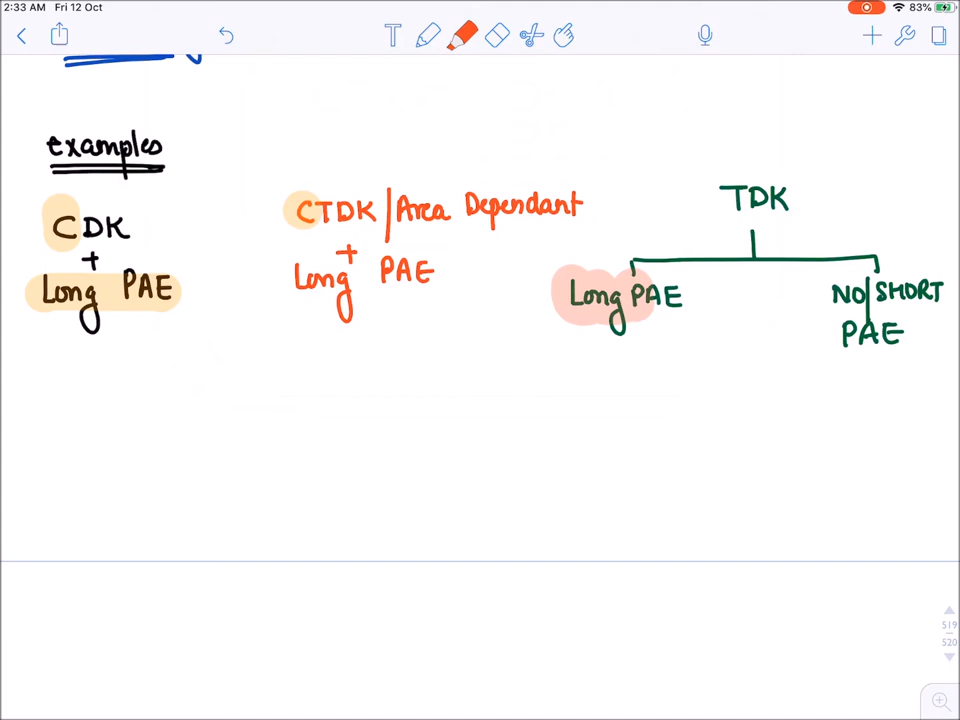 2:33 AM Fri 12 Oct
83%
T
examples
CDK
+
Long PAE
CTDK/Area Dependant
+
Long PAE
TDK
Long PAE
NO/SHORT
PAE
519
520